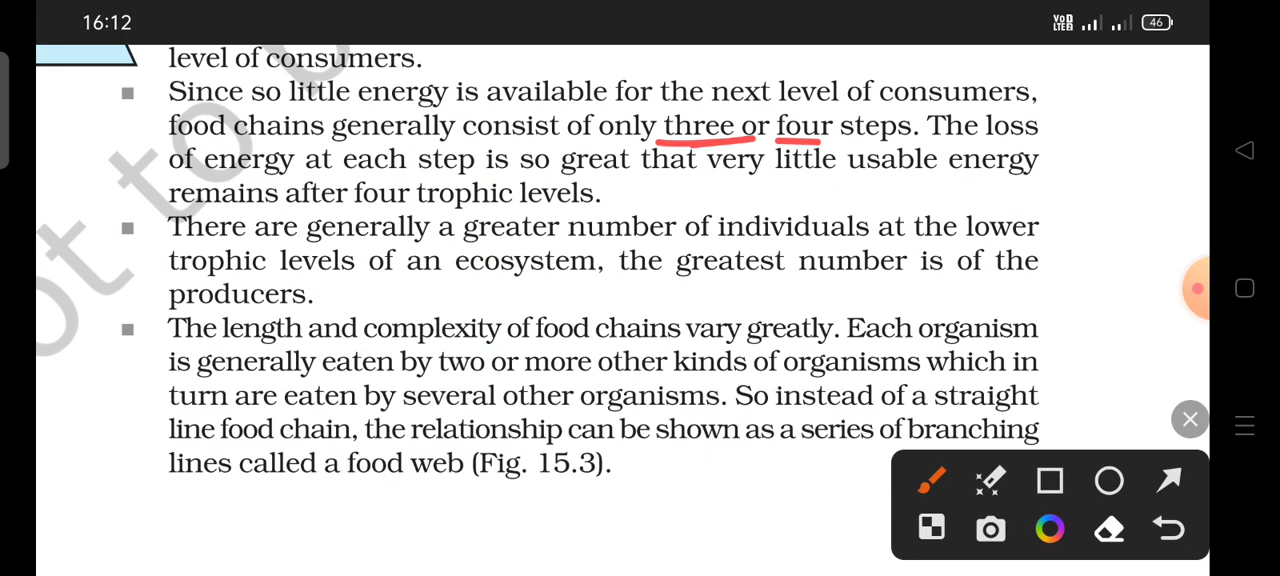 16:12
Vo) LTE2
46
level of consumers.
Since so little energy is available for the next level of consumers,
food chains generally consist of only three or four steps. The loss
of energy at each step is so great that very little usable energy
remains after four trophic levels.
There are generally a greater number of individuals at the lower
trophic levels of an ecosystem, the greatest number is of the
producers.
The length and complexity of food chains vary greatly. Each organism
is generally eaten by two or more other kinds of organisms which in
turn are eaten by several other organisms. So instead of a straight
line food chain, the relationship can be shown as a series of branching
lines called a food web (Fig. 15.3).
ot to